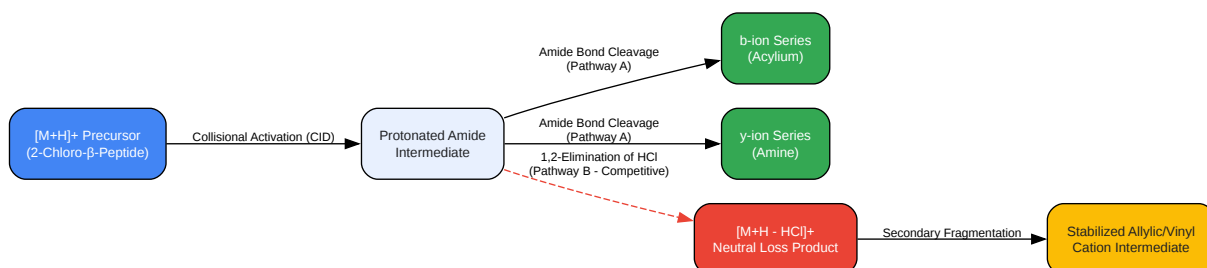 b-ion Series
(Acylium)
Amide Bond Cleavage
(Pathway A)
[M+H]+ Precursor
(2-Chloro-β-Peptide)
Collisional Activation (CID)
Protonated Amide
Intermediate
Amide Bond Cleavage
(Pathway A)
y-ion Series
(Amine)
1,2-Elimination of HCl
(Pathway B - Competitive)
[M+H - HCl]+
Neutral Loss Product
Secondary Fragmentation
Stabilized Allylic/Vinyl
Cation Intermediate